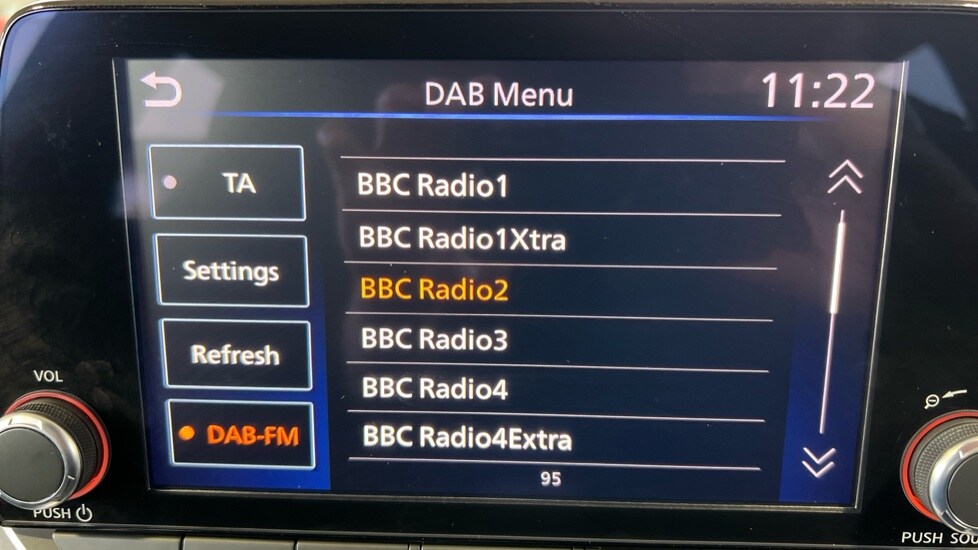 DAB Menu
11:22
TA
Settings
Refresh
DAB-FM
BBC Radio1
BBC Radio1Xtra
BBC Radio2
BBC Radio3
BBC Radio4
BBC Radio4Extra
95
VOL
PUSH
PUSH